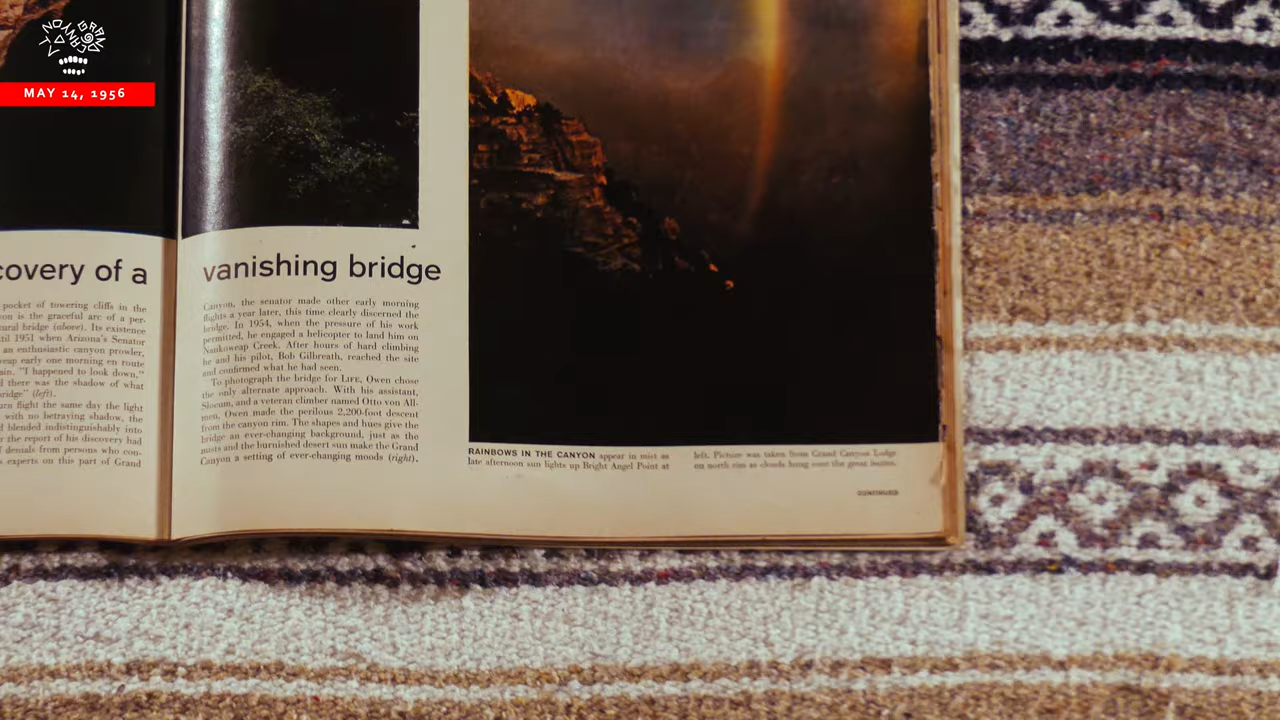 GRAND CANYON
MAY 14, 1956
covery of a vanishing bridge
pocket of towering cliffs in the
on is the graceful arc of a per-
tural bridge (above). Its existence
til 1951 when Arizona's Senator
an enthusiastic canyon prowler,
weap early one morning en route
ain. "I happened to look down,"
d there was the shadow of what
bridge" (left).
urn flight the same day the light
with no betraying shadow, the
d blended indistinguishably into
r the report of his discovery had
f denials from persons who con-
s experts on this part of Grand
Canyon, the senator made other early morning
flights a year later, this time clearly discerned the
bridge. In 1954, when the pressure of his work
permitted, he engaged a helicopter to land him on
Nankoweap Creek. After hours of hard climbing
he and his pilot, Bob Gilbreath, reached the site
and confirmed what he had seen.
To photograph the bridge for LIFE, Owen chose
the only alternate approach. With his assistant,
Slocum, and a veteran climber named Otto von All-
men, Owen made the perilous 2,200-foot descent
from the canyon rim. The shapes and hues give the
bridge an ever-changing background, just as the
mists and the burnished desert sun make the Grand
Canyon a setting of ever-changing moods (right).
RAINBOWS IN THE CANYON appear in mist as
late afternoon sun lights up Bright Angel Point at
left. Picture was taken from Grand Canyon Lodge
on north rim as clouds hung over the great basins.
CONTINUED